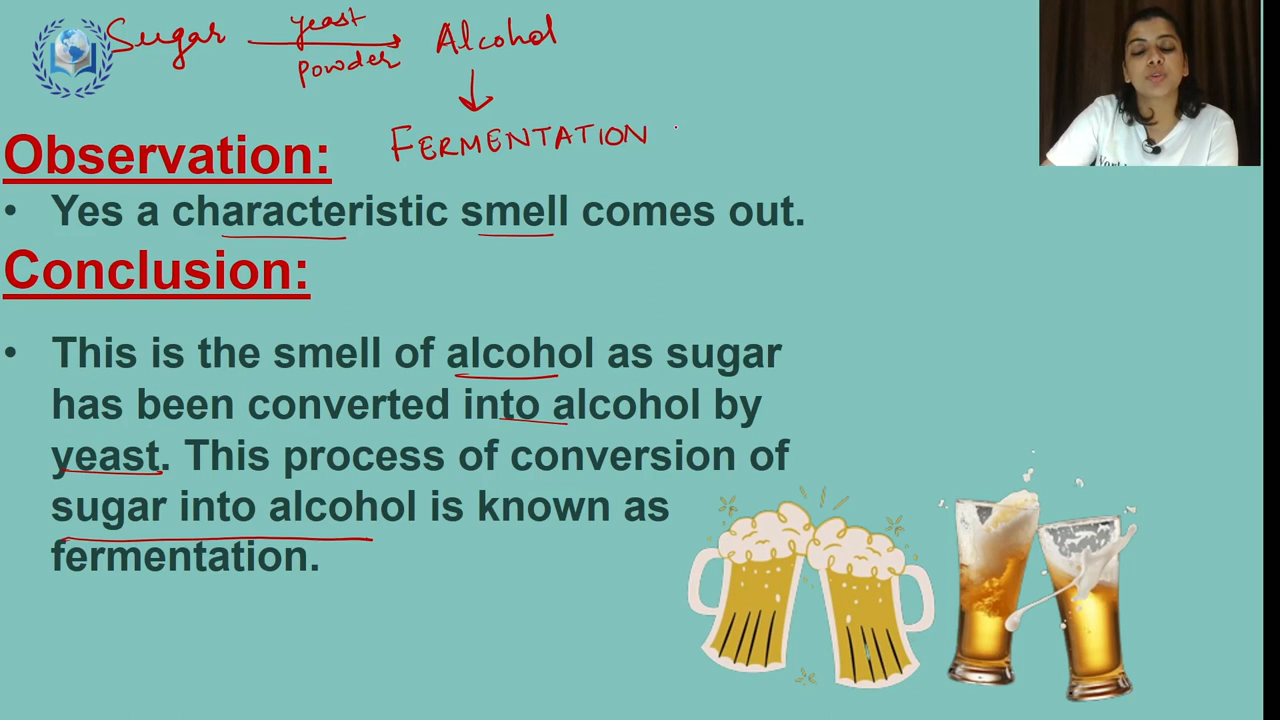 Sugar yeast powder Alcohol
FERMENTATION
Observation:
• Yes a characteristic smell comes out.
Conclusion:
• This is the smell of alcohol as sugar
has been converted into alcohol by
yeast. This process of conversion of
sugar into alcohol is known as
fermentation.